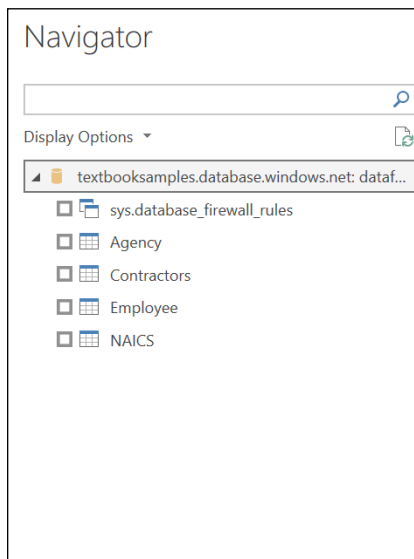 Navigator
Display Options
textbooksamples.database.windows.net: dataf...
sys.database_firewall_rules
Agency
Contractors
Employee
NAICS